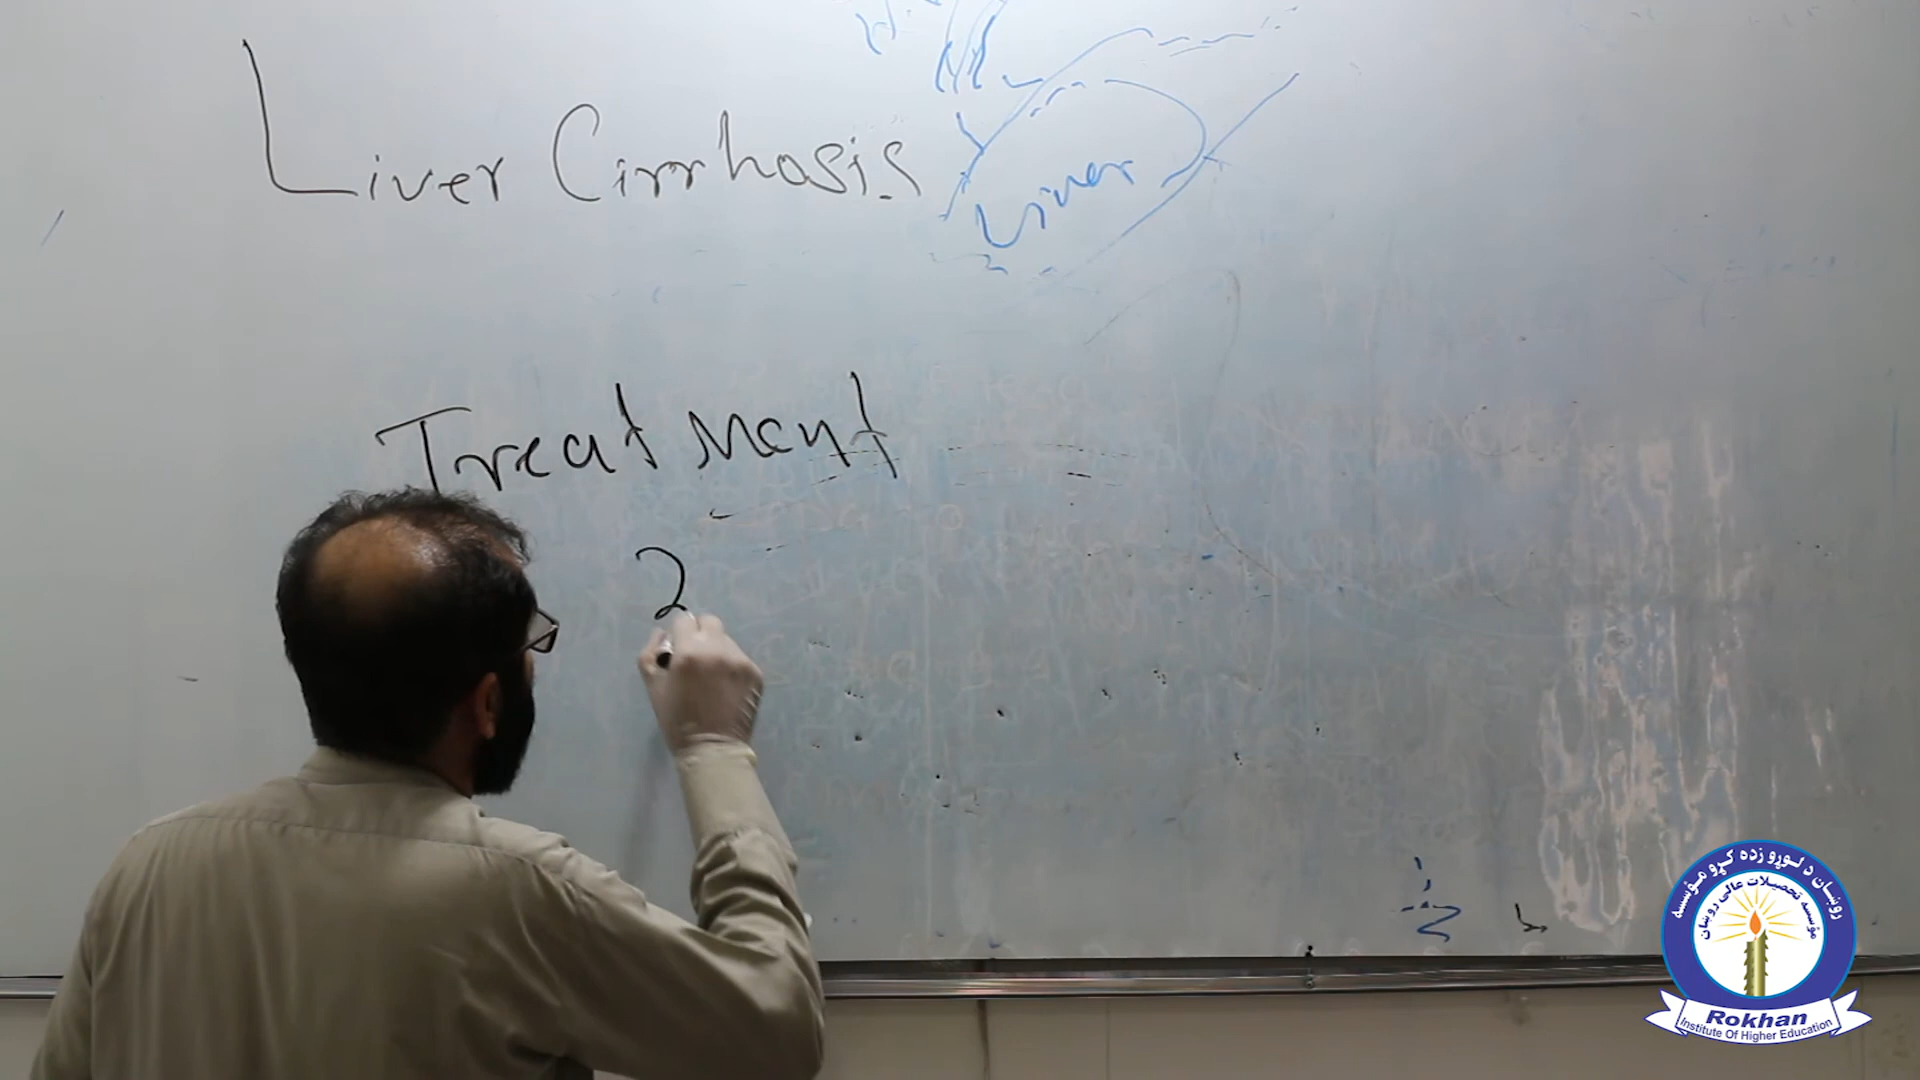 Liver Cirrhosis
Liver
Treatment
2
روښان د لوړو زده کړو مؤسسه
مؤسسه تحصیلات عالی روښان
Rokhan
Institute Of Higher Education